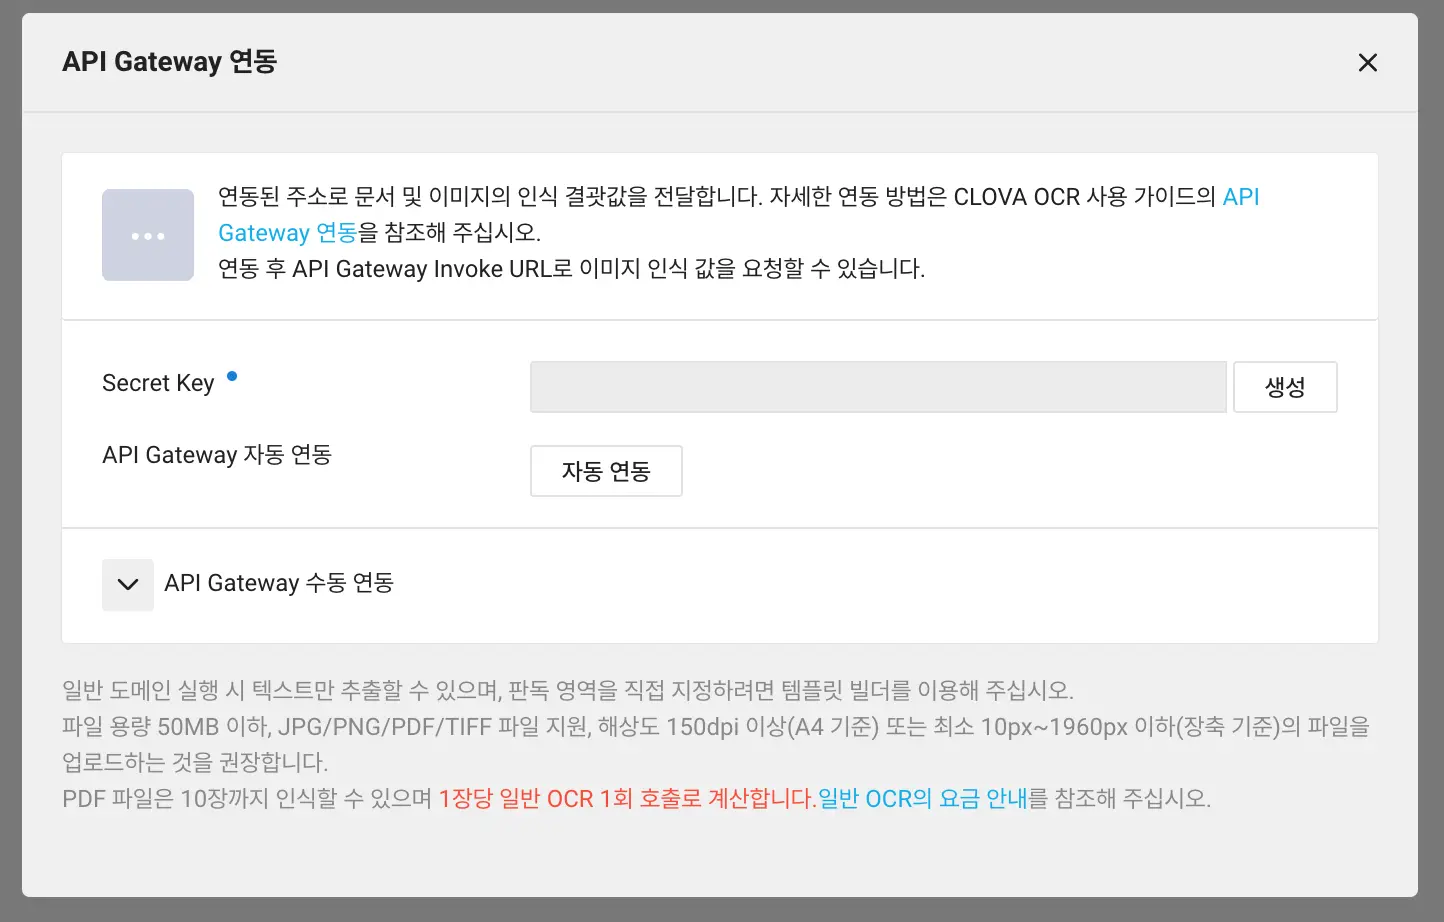 API Gateway 연동
연동된 주소로 문서 및 이미지의 인식 결괏값을 전달합니다. 자세한 연동 방법은 CLOVA OCR 사용 가이드의 API
Gateway 연동을 참조해 주십시오.
연동 후 API Gateway Invoke URL로 이미지 인식 값을 요청할 수 있습니다.
Secret Key
생성
API Gateway 자동 연동
자동 연동
API Gateway 수동 연동
일반 도메인 실행 시 텍스트만 추출할 수 있으며, 판독 영역을 직접 지정하려면 템플릿 빌더를 이용해 주십시오.
파일 용량 50MB 이하, JPG/PNG/PDF/TIFF 파일 지원, 해상도 150dpi 이상(A4 기준) 또는 최소 10px~1960px 이하(장축 기준)의 파일을
업로드하는 것을 권장합니다.
PDF 파일은 10장까지 인식할 수 있으며 1장당 일반 OCR 1회 호출로 계산합니다.일반 OCR의 요금 안내를 참조해 주십시오.